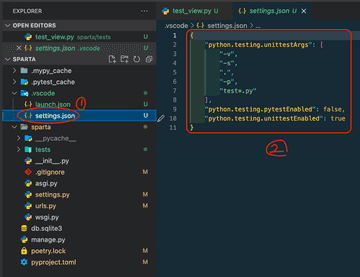 EXPLORER
OPEN EDITORS
test_view.py sparta/tests
settings.json .vscode
SPARTA
.mypy_cache
.pytest_cache
.vscode
launch.json
settings.json
sparta
__pycache__
tests
__init__.py
.gitignore M
asgi.py
settings.py M
urls.py M
wsgi.py
db.sqlite3
manage.py
poetry.lock M
pyproject.toml M
1
test_view.py
settings.json
.vscode > settings.json > ...
1 {
2 "python.testing.unittestArgs": [
3 "-v",
4 "-s",
5 ".",
6 "-p",
7 "test*.py"
8 ],
9 "python.testing.pytestEnabled": false,
10 "python.testing.unittestEnabled": true
11 }
2